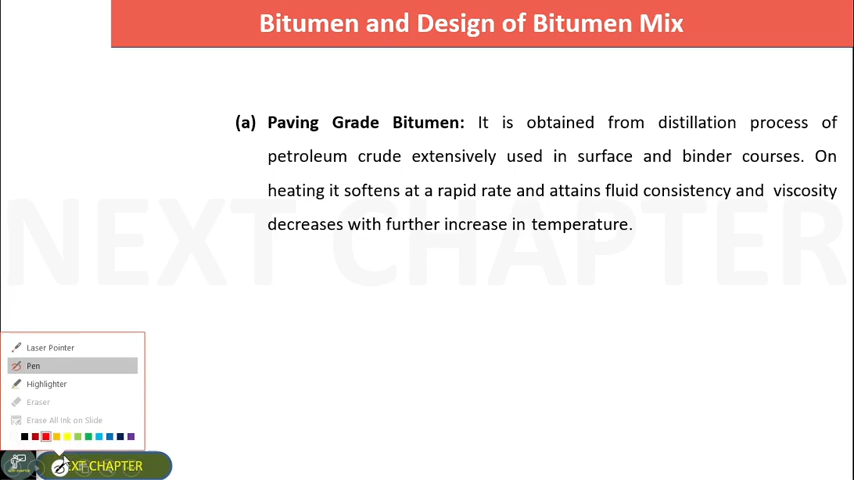 Bitumen and Design of Bitumen Mix
(a) Paving Grade Bitumen: It is obtained from distillation process of
petroleum crude extensively used in surface and binder courses. On
heating it softens at a rapid rate and attains fluid consistency and viscosity
decreases with further increase in temperature.
NEXT CHAPTER
Laser Pointer
Pen
Highlighter
Eraser
Erase All Ink on Slide
EXT CHAPTER